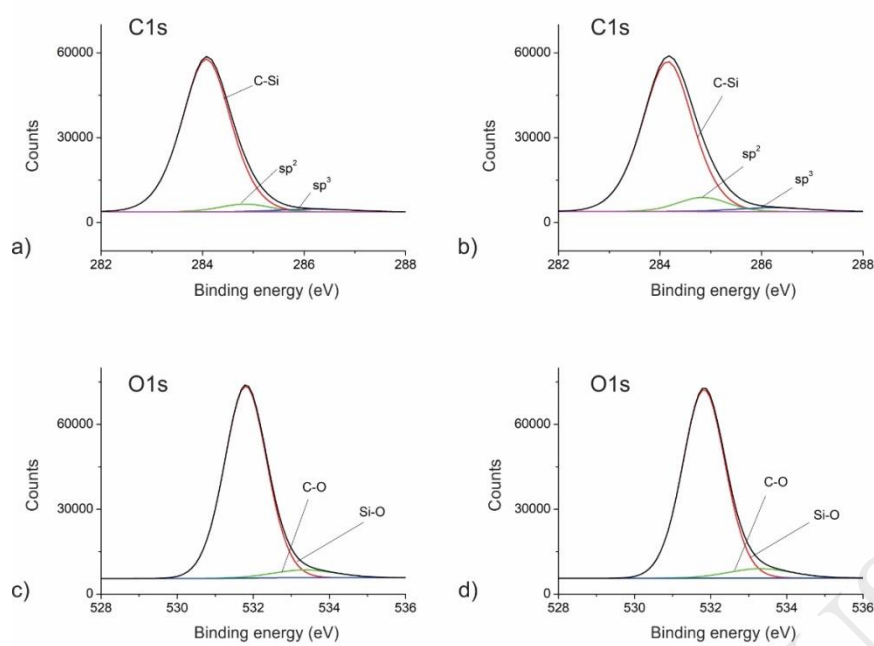 C1s
60000
30000
0
Counts
C-Si
sp²
sp³
282 284 286 288
Binding energy (eV)
a)
C1s
60000
30000
0
Counts
C-Si
sp²
sp³
282 284 286 288
Binding energy (eV)
b)
O1s
60000
30000
0
Counts
C-O
Si-O
528 530 532 534 536
Binding energy (eV)
c)
O1s
60000
30000
0
Counts
C-O
Si-O
528 530 532 534 536
Binding energy (eV)
d)